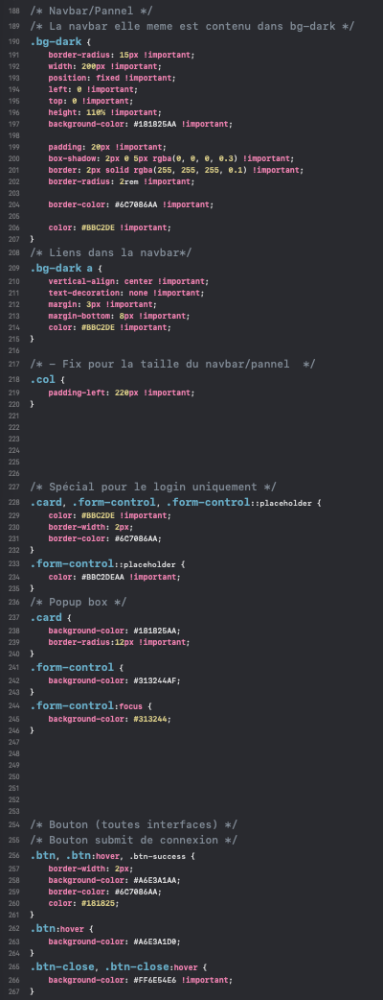 188 /* Navbar/Pannel */
189 /* La navbar elle meme est contenu dans bg-dark */
190 .bg-dark {
191     border-radius: 15px !important;
192     width: 200px !important;
193     position: fixed !important;
194     left: 0 !important;
195     top: 0 !important;
196     height: 110% !important;
197     background-color: #181825AA !important;
198
199     padding: 20px !important;
200     box-shadow: 2px 0 5px rgba(0, 0, 0, 0.3) !important;
201     border: 2px solid rgba(255, 255, 255, 0.1) !important;
202     border-radius: 2rem !important;
203
204     border-color: #6C7086AA !important;
205
206     color: #BBC2DE !important;
207 }
208 /* Liens dans la navbar*/
209 .bg-dark a {
210     vertical-align: center !important;
211     text-decoration: none !important;
212     margin: 3px !important;
213     margin-bottom: 8px !important;
214     color: #BBC2DE !important;
215 }
216
217 /* - Fix pour la taille du navbar/pannel  */
218 .col {
219     padding-left: 220px !important;
220 }
221
222
223
224
225
226
227 /* Spécial pour le login uniquement */
228 .card, .form-control, .form-control::placeholder {
229     color: #BBC2DE !important;
230     border-width: 2px;
231     border-color: #6C7086AA;
232 }
233 .form-control::placeholder {
234     color: #BBC2DEAA !important;
235 }
236 /* Popup box */
237 .card {
238     background-color: #181825AA;
239     border-radius:12px !important;
240 }
241 .form-control {
242     background-color: #313244AF;
243 }
244 .form-control:focus {
245     background-color: #313244;
246 }
247
248
249
250
251
252
253
254 /* Bouton (toutes interfaces) */
255 /* Bouton submit de connexion */
256 .btn, .btn:hover, .btn-success {
257     border-width: 2px;
258     background-color: #A6E3A1AA;
259     border-color: #6C7086AA;
260     color: #181825;
261 }
262 .btn:hover {
263     background-color: #A6E3A1D0;
264 }
265 .btn-close, .btn-close:hover {
266     background-color: #FF6E54E6 !important;
267 }